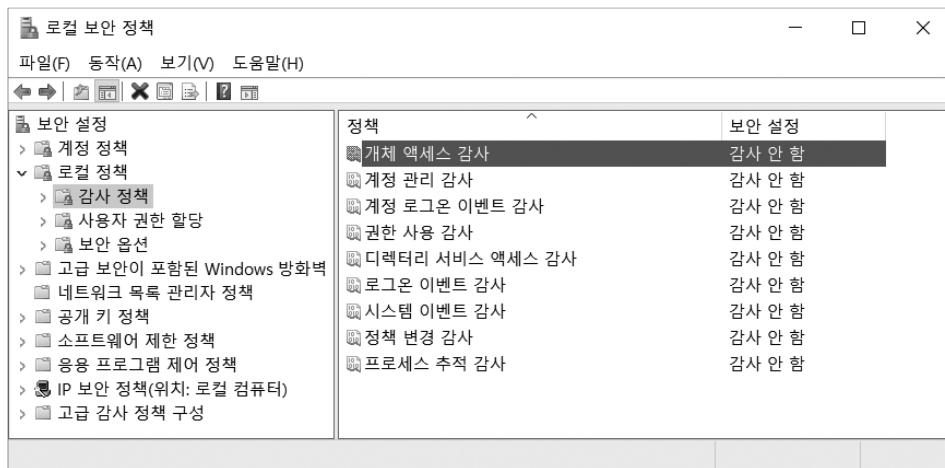 로컬 보안 정책
파일(F) 동작(A) 보기(V) 도움말(H)
보안 설정
계정 정책
로컬 정책
감사 정책
사용자 권한 할당
보안 옵션
고급 보안이 포함된 Windows 방화벽
네트워크 목록 관리자 정책
공개 키 정책
소프트웨어 제한 정책
응용 프로그램 제어 정책
IP 보안 정책(위치: 로컬 컴퓨터)
고급 감사 정책 구성
정책 보안 설정
개체 액세스 감사 감사 안 함
계정 관리 감사 감사 안 함
계정 로그온 이벤트 감사 감사 안 함
권한 사용 감사 감사 안 함
디렉터리 서비스 액세스 감사 감사 안 함
로그온 이벤트 감사 감사 안 함
시스템 이벤트 감사 감사 안 함
정책 변경 감사 감사 안 함
프로세스 추적 감사 감사 안 함